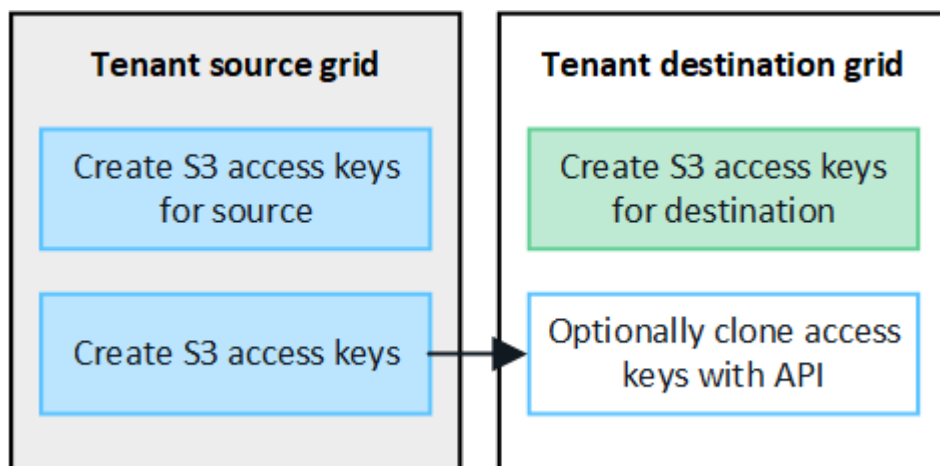 Tenant source grid
Create S3 access keys
for source
Create S3 access keys
Tenant destination grid
Create S3 access keys
for destination
Optionally clone access
keys with API